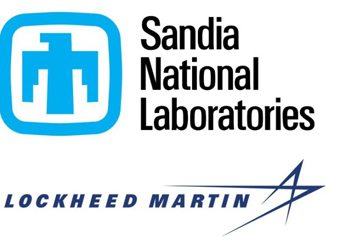 Sandia
National
Laboratories
LOCKHEED MARTIN